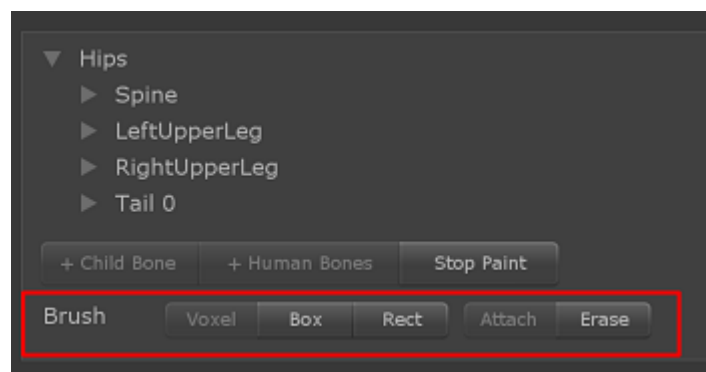 Hips
Spine
LeftUpperLeg
RightUpperLeg
Tail 0
+ Child Bone + Human Bones Stop Paint
Brush Voxel Box Rect Attach Erase